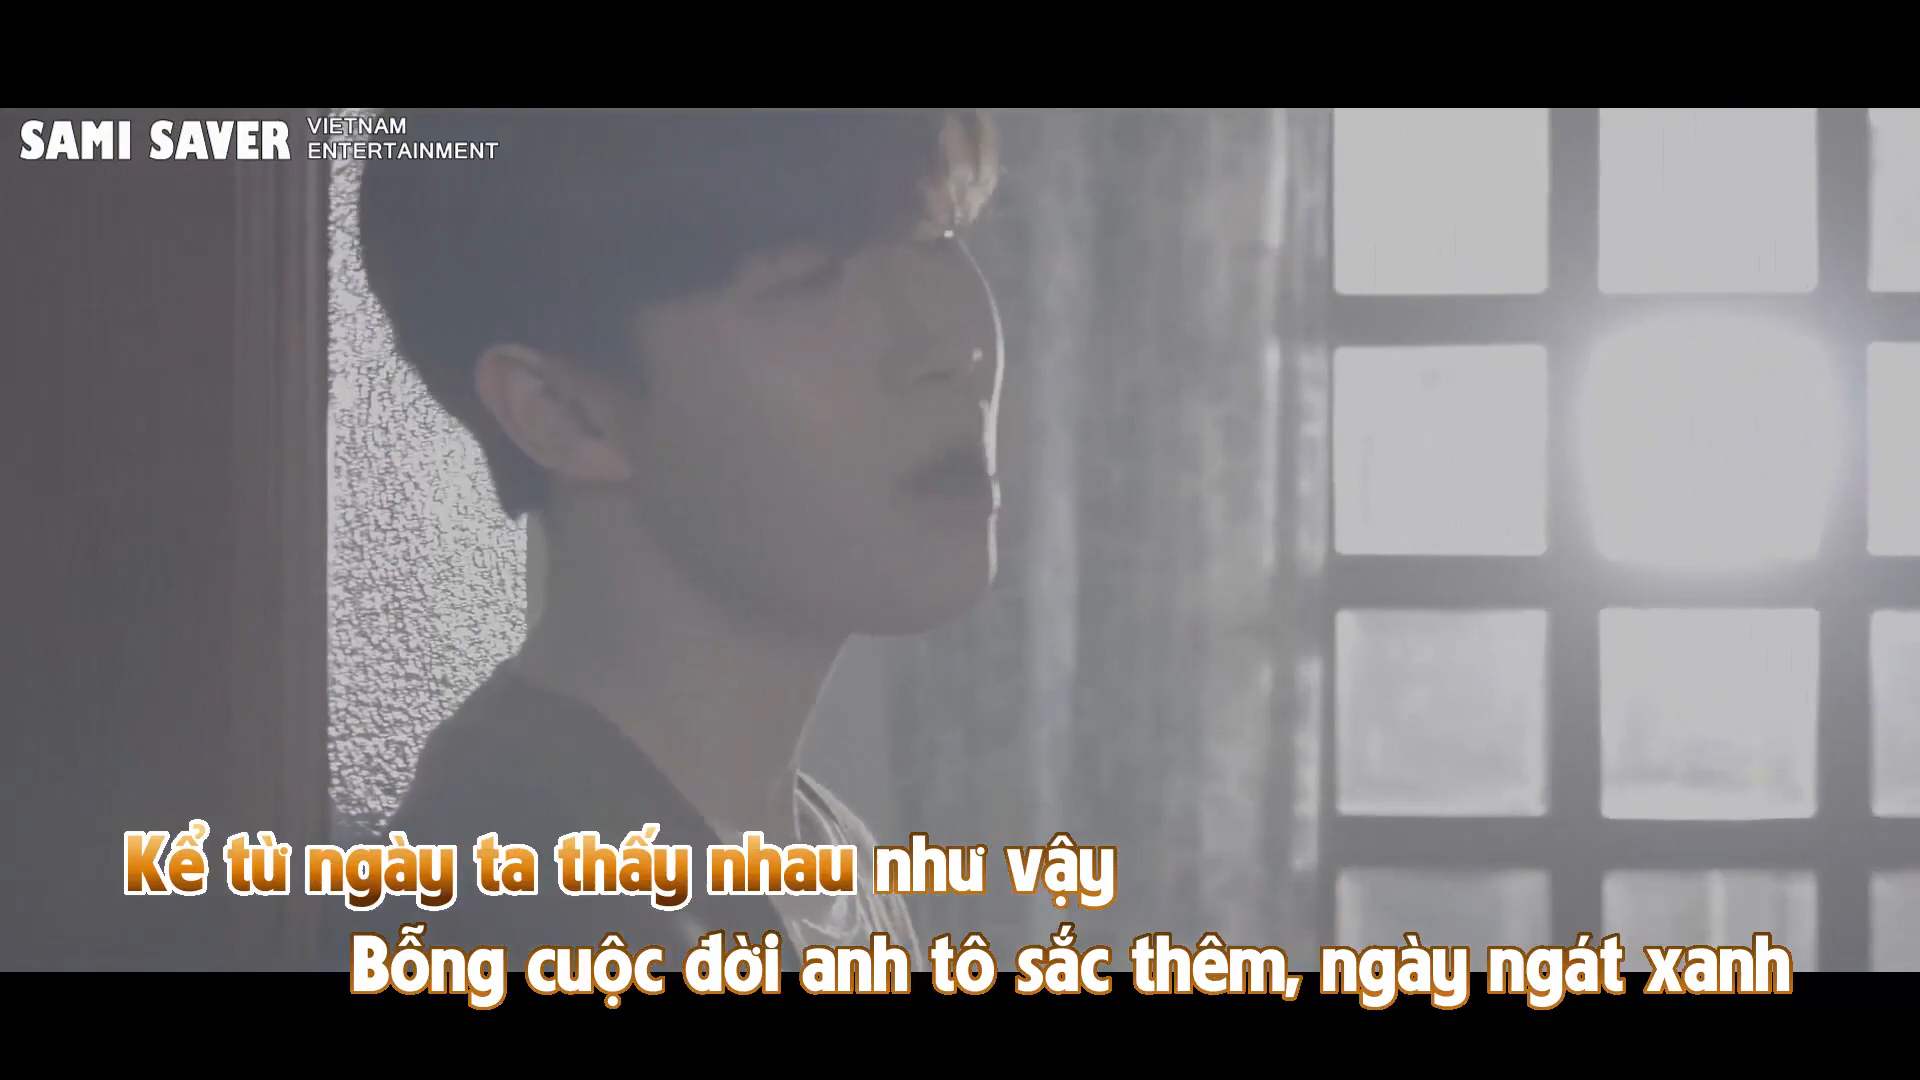 SAMI SAVER VIETNAM
ENTERTAINMENT
Kể từ ngày ta thấy nhau như vậy
Bỗng cuộc đời anh tô sắc thêm, ngày ngát xanh